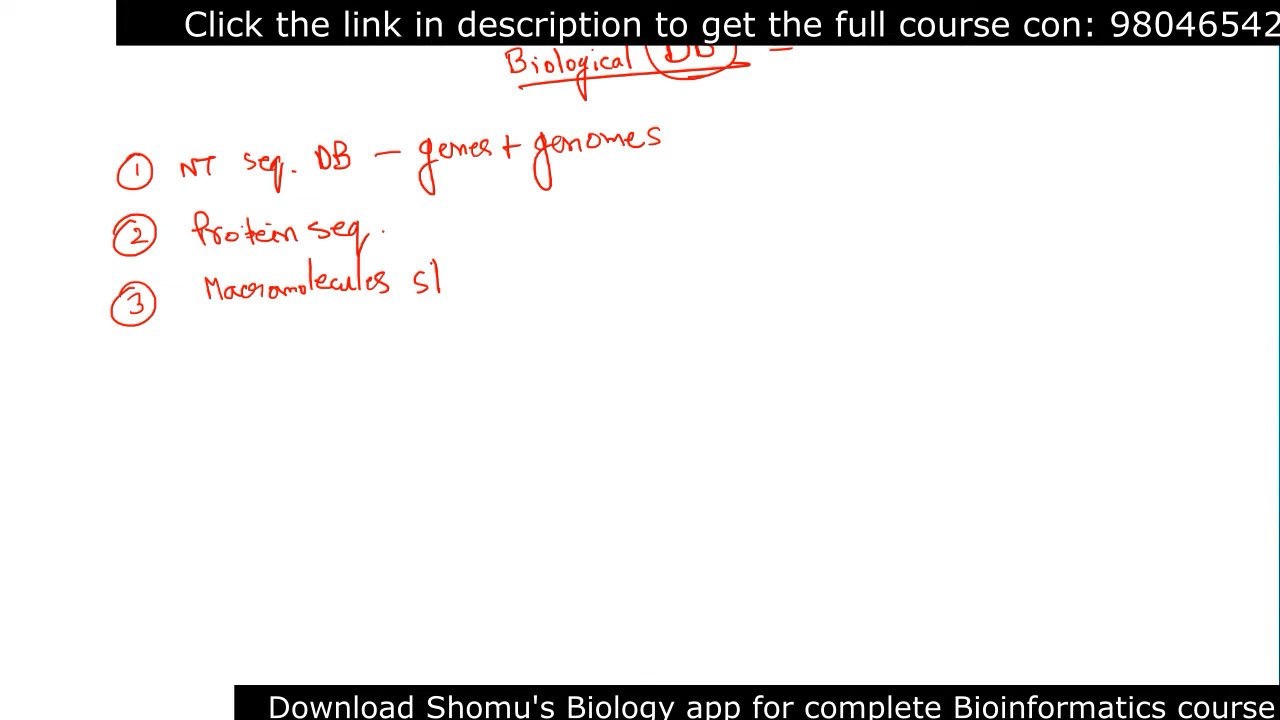 Click the link in description to get the full course con: 98046542
Biological DB —
① NT seq. DB — genes + genomes
② Protein seq.
③ Macromolecules
Download Shomu's Biology app for complete Bioinformatics course